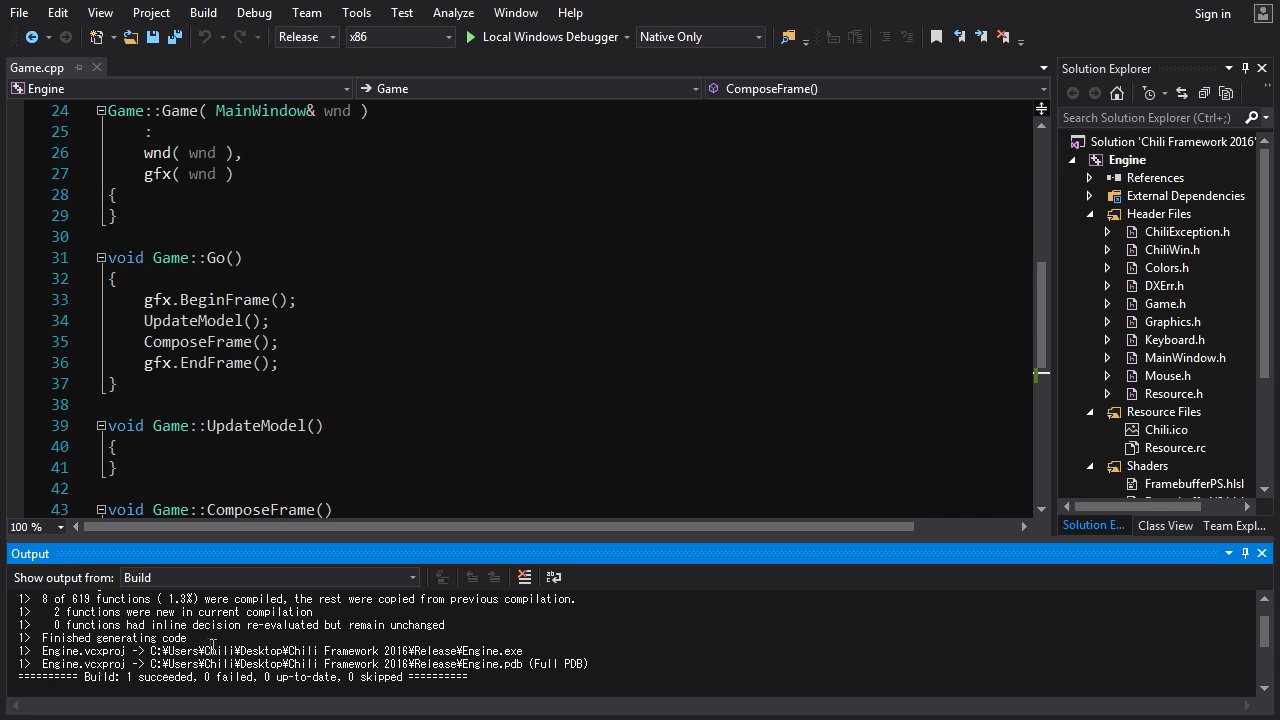 File Edit View Project Build Debug Team Tools Test Analyze Window Help Sign in
Release x86 Local Windows Debugger Native Only
Game.cpp
Engine Game ComposeFrame()
24 Game::Game( MainWindow& wnd )
25 :
26 wnd( wnd ),
27 gfx( wnd )
28 {
29 }
30
31 void Game::Go()
32 {
33 gfx.BeginFrame();
34 UpdateModel();
35 ComposeFrame();
36 gfx.EndFrame();
37 }
38
39 void Game::UpdateModel()
40 {
41 }
42
43 void Game::ComposeFrame()
100 %
Solution Explorer
Search Solution Explorer (Ctrl+;)
Solution 'Chili Framework 2016'
Engine
References
External Dependencies
Header Files
ChiliException.h
ChiliWin.h
Colors.h
DXErr.h
Game.h
Graphics.h
Keyboard.h
MainWindow.h
Mouse.h
Resource.h
Resource Files
Chili.ico
Resource.rc
Shaders
FramebufferPS.hlsl
Solution E... Class View Team Expl...
Output
Show output from: Build
1> 8 of 619 functions ( 1.3%) were compiled, the rest were copied from previous compilation.
1> 2 functions were new in current compilation
1> 0 functions had inline decision re-evaluated but remain unchanged
1> Finished generating code
1> Engine.vcxproj -> C:¥Users¥Chili¥Desktop¥Chili Framework 2016¥Release¥Engine.exe
1> Engine.vcxproj -> C:¥Users¥Chili¥Desktop¥Chili Framework 2016¥Release¥Engine.pdb (Full PDB)
========== Build: 1 succeeded, 0 failed, 0 up-to-date, 0 skipped ==========